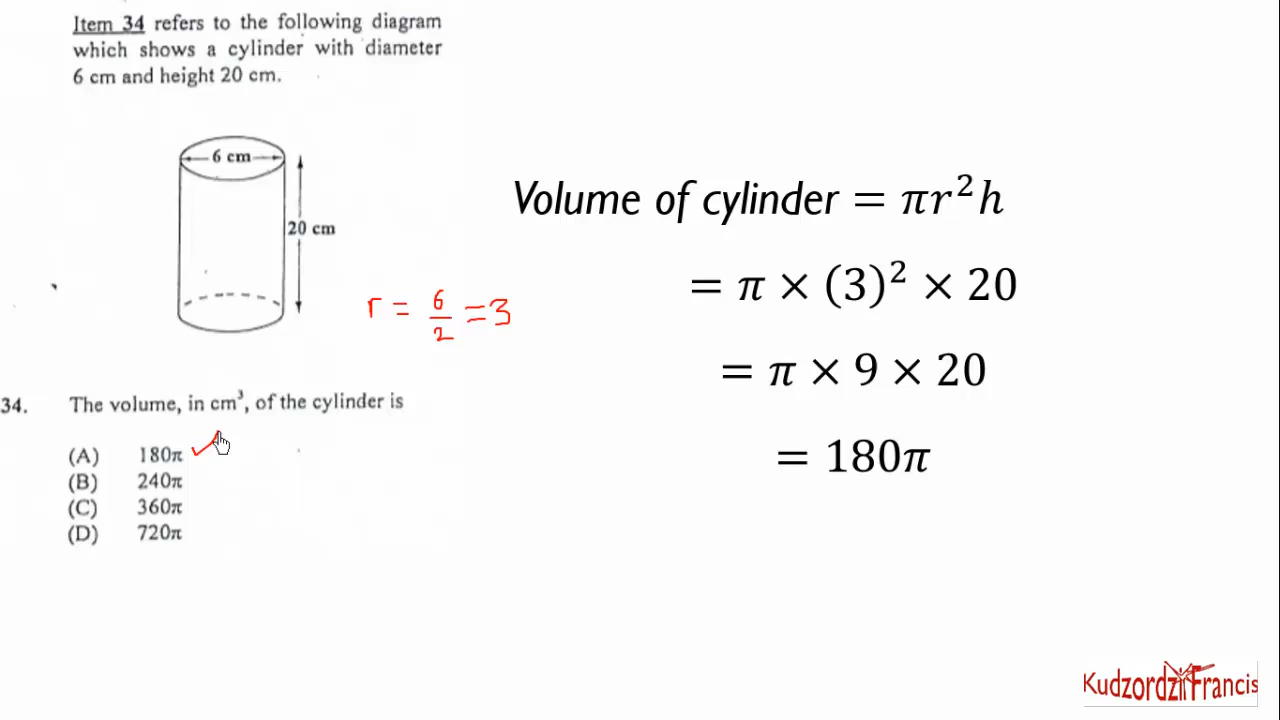 Item 34 refers to the following diagram
which shows a cylinder with diameter
6 cm and height 20 cm.
6 cm
20 cm
r = 6/2 = 3
34. The volume, in cm³, of the cylinder is
(A) 180π
(B) 240π
(C) 360π
(D) 720π
Volume of cylinder = πr²h
= π × (3)² × 20
= π × 9 × 20
= 180π
Kudzordzi Francis